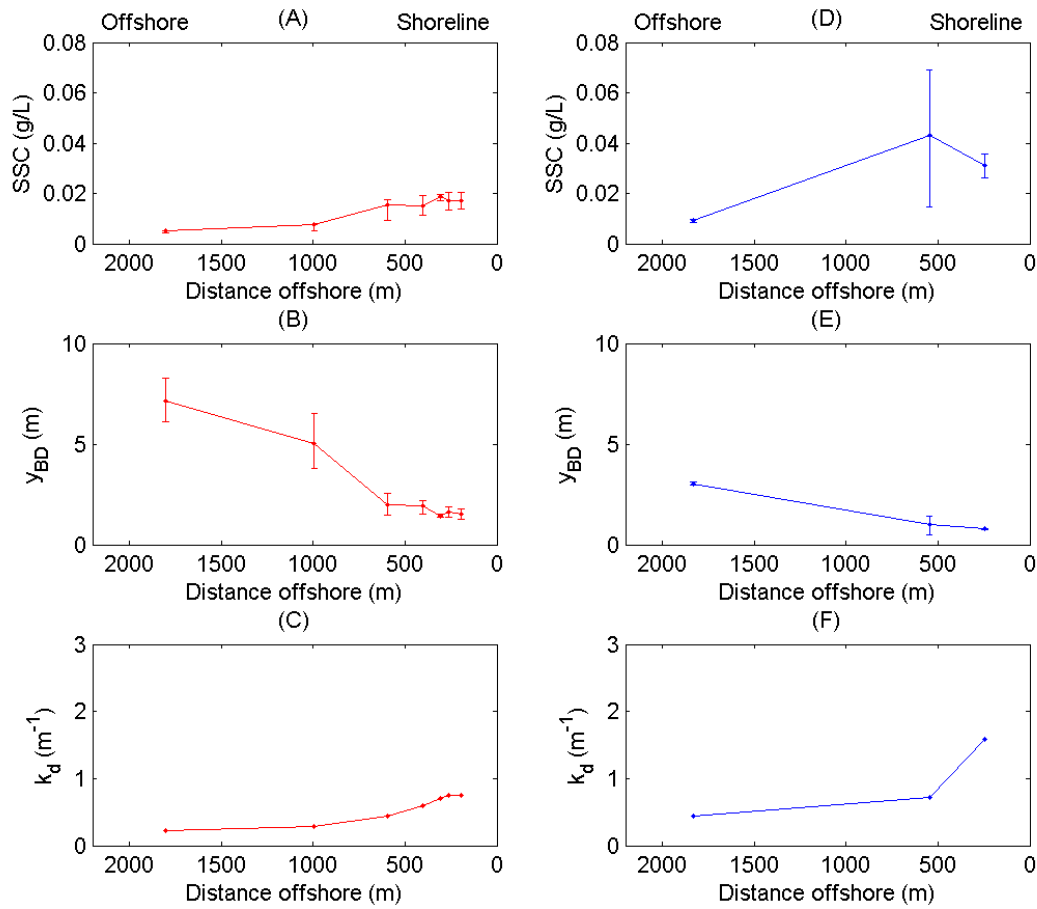 Offshore (A) Shoreline
0.08
0.06
0.04
0.02
0
SSC (g/L)
2000 1500 1000 500 0
Distance offshore (m)
Offshore (D) Shoreline
0.08
0.06
0.04
0.02
0
SSC (g/L)
2000 1500 1000 500 0
Distance offshore (m)
(B)
10
5
0
y_BD (m)
2000 1500 1000 500 0
Distance offshore (m)
(E)
10
5
0
y_BD (m)
2000 1500 1000 500 0
Distance offshore (m)
(C)
3
2
1
0
k_d (m⁻¹)
2000 1500 1000 500 0
Distance offshore (m)
(F)
3
2
1
0
k_d (m⁻¹)
2000 1500 1000 500 0
Distance offshore (m)